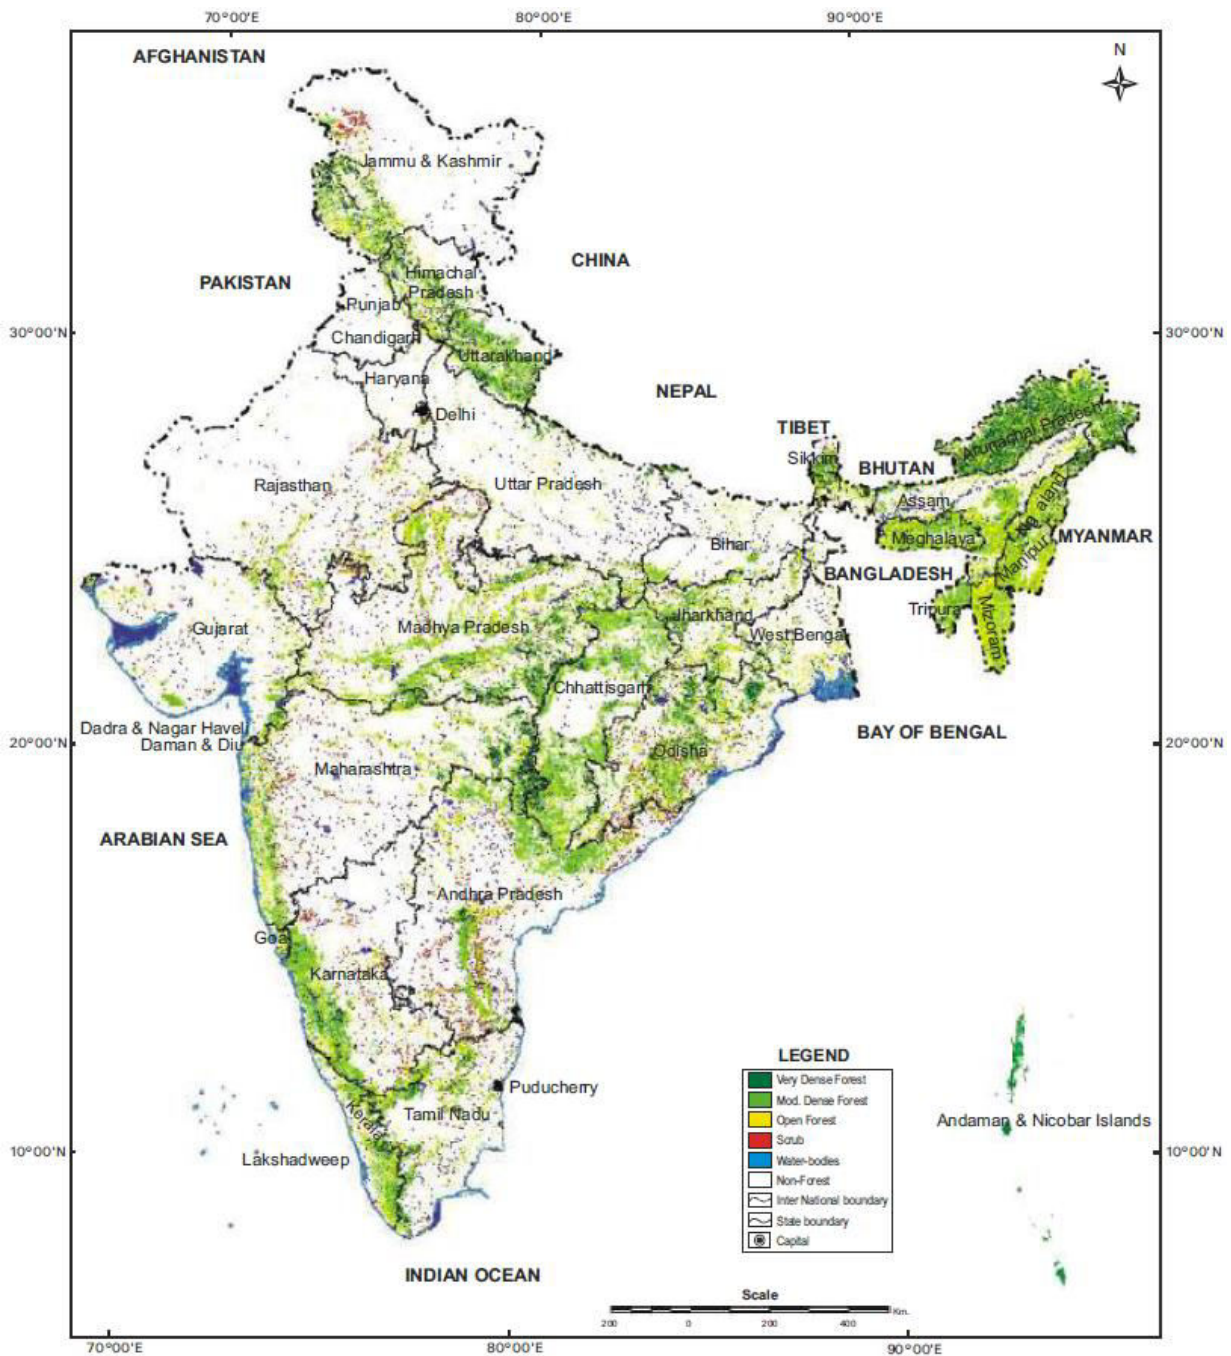 70°00'E 80°00'E 90°00'E
AFGHANISTAN
N
Jammu & Kashmir
CHINA
Himachal
Pradesh
PAKISTAN
Punjab
30°00'N 30°00'N
Chandigarh
Uttarakhand
Haryana
NEPAL
Delhi
Arunachal Pradesh
TIBET
Sikkim
BHUTAN
Rajasthan
Uttar Pradesh
Assam
Meghalaya
MYANMAR
Bihar
Manipur
BANGLADESH
Tripura
Jharkhand
Mizoram
Gujarat
Madhya Pradesh
West Bengal
Chhattisgarh
Dadra & Nagar Haveli
Daman & Diu
BAY OF BENGAL
20°00'N 20°00'N
Odisha
Maharashtra
ARABIAN SEA
Andhra Pradesh
Goa
Karnataka
LEGEND
Very Dense Forest
Mod. Dense Forest
Open Forest
Scrub
Water-bodies
Non-Forest
Inter National boundary
State boundary
Capital
Puducherry
Kerala
Tamil Nadu
Andaman & Nicobar Islands
10°00'N 10°00'N
Lakshadweep
INDIAN OCEAN
Scale
200 0 200 400 Km.
70°00'E 80°00'E 90°00'E